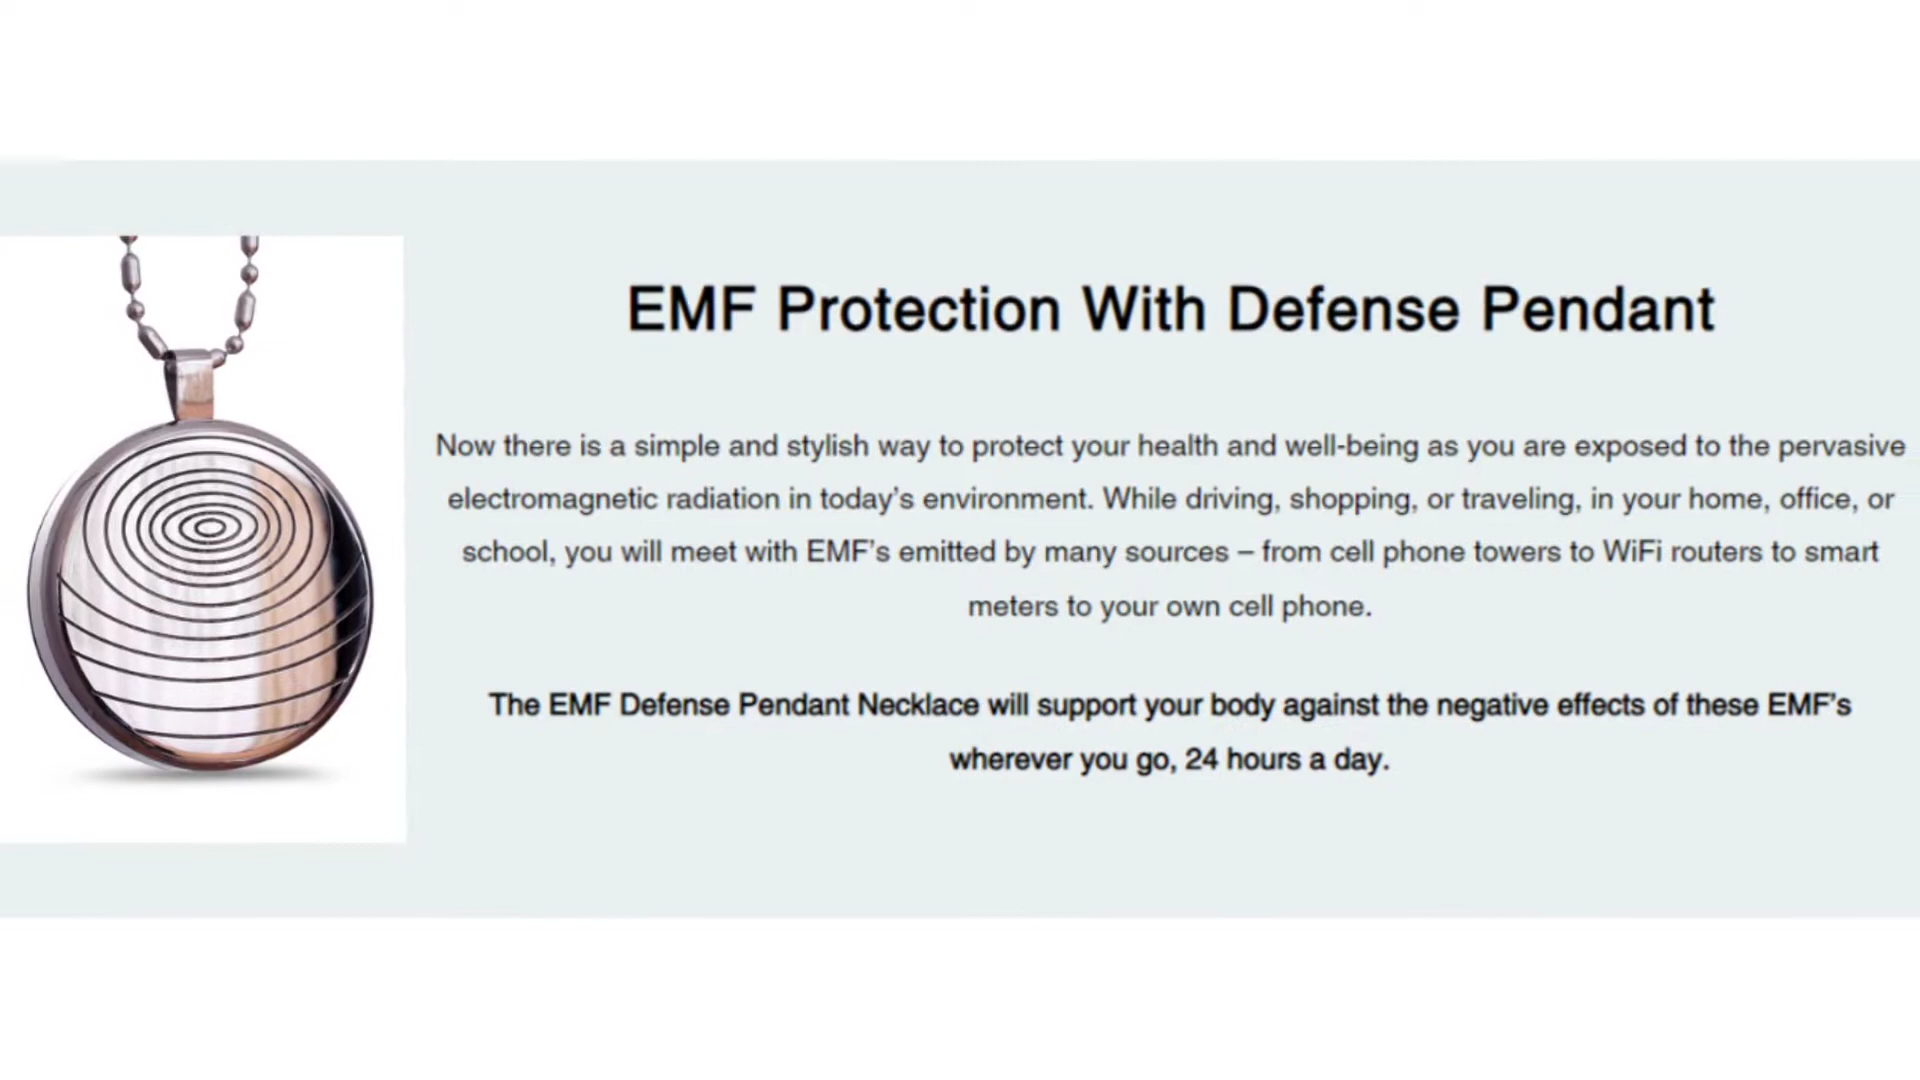 EMF Protection With Defense Pendant
Now there is a simple and stylish way to protect your health and well-being as you are exposed to the pervasive
electromagnetic radiation in today’s environment. While driving, shopping, or traveling, in your home, office, or
school, you will meet with EMF’s emitted by many sources – from cell phone towers to WiFi routers to smart
meters to your own cell phone.
The EMF Defense Pendant Necklace will support your body against the negative effects of these EMF’s
wherever you go, 24 hours a day.